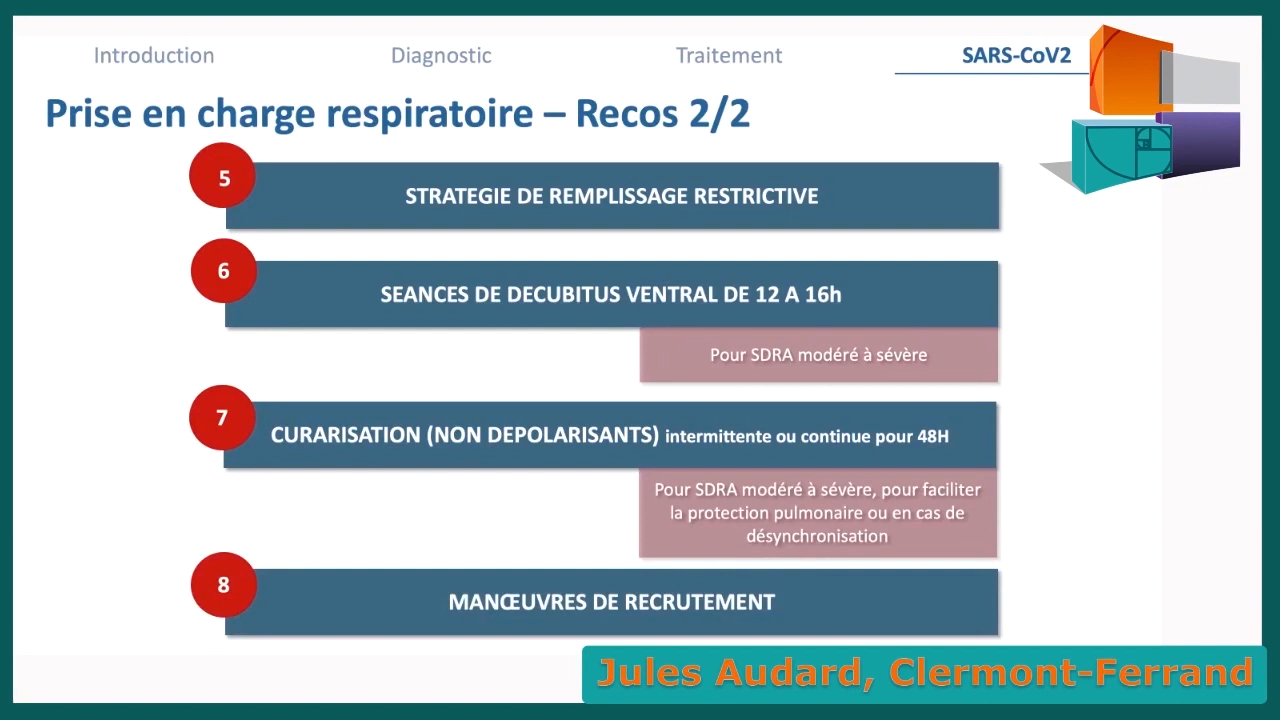 Introduction
Diagnostic
Traitement
SARS-CoV2
Prise en charge respiratoire – Recos 2/2
5
STRATEGIE DE REMPLISSAGE RESTRICTIVE
6
SEANCES DE DECUBITUS VENTRAL DE 12 A 16h
Pour SDRA modéré à sévère
7
CURARISATION (NON DEPOLARISANTS) intermittente ou continue pour 48H
Pour SDRA modéré à sévère, pour faciliter
la protection pulmonaire ou en cas de
désynchronisation
8
MANŒUVRES DE RECRUTEMENT
Jules Audard, Clermont-Ferrand